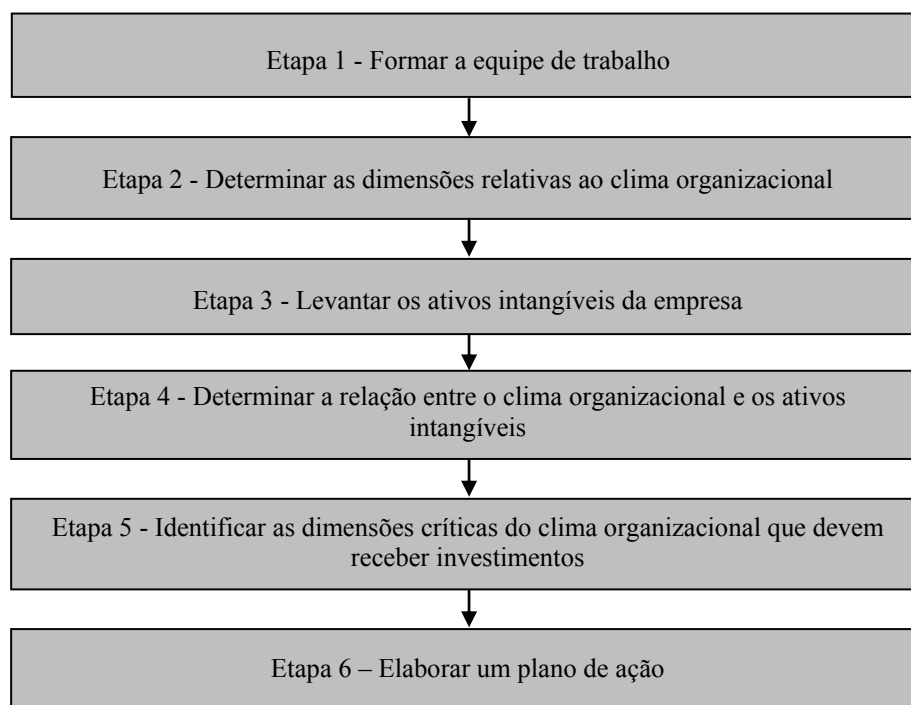 Etapa 1 - Formar a equipe de trabalho
Etapa 2 - Determinar as dimensões relativas ao clima organizacional
Etapa 3 - Levantar os ativos intangíveis da empresa
Etapa 4 - Determinar a relação entre o clima organizacional e os ativos
intangíveis
Etapa 5 - Identificar as dimensões críticas do clima organizacional que devem
receber investimentos
Etapa 6 – Elaborar um plano de ação